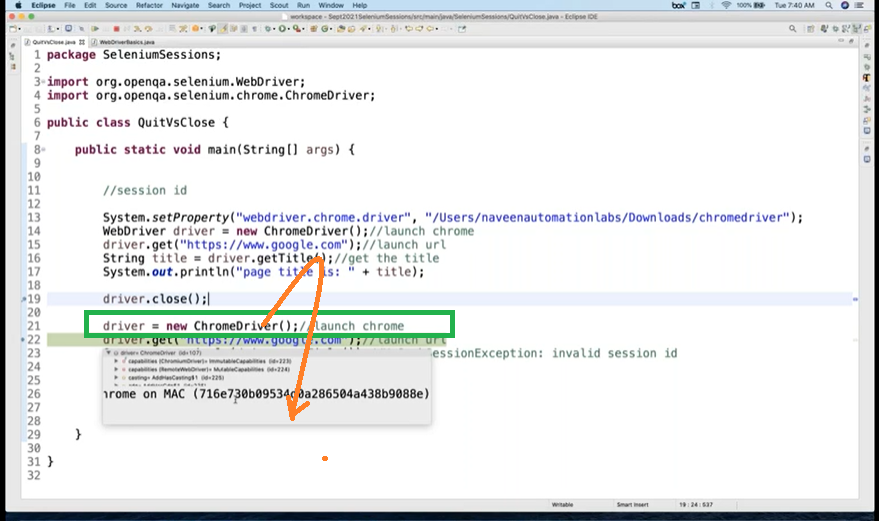 Eclipse File Edit Source Refactor Navigate Search Project Scout Run Window Help box 100% Tue 7:40 AM
workspace - Sept2021SeleniumSessions/src/main/java/SeleniumSessions/QuitVsClose.java - Eclipse IDE
QuitVsClose.java WebDriverBasics.java
1 package SeleniumSessions;
2
3 import org.openqa.selenium.WebDriver;
4 import org.openqa.selenium.chrome.ChromeDriver;
5
6 public class QuitVsClose {
7
8 public static void main(String[] args) {
9
10
11 //session id
12
13 System.setProperty("webdriver.chrome.driver", "/Users/naveenautomationlabs/Downloads/chromedriver");
14 WebDriver driver = new ChromeDriver();//launch chrome
15 driver.get("https://www.google.com");//launch url
16 String title = driver.getTitle();//get the title
17 System.out.println("page title is: " + title);
18
19 driver.close();
20
21 driver = new ChromeDriver();//launch chrome
22 driver.get("https://www.google.com");//launch url
23 SessionException: invalid session id
driver= ChromeDriver (id=107)
24
capabilities (ChromiumDriver)= ImmutableCapabilities (id=223)
capabilities (RemoteWebDriver)= MutableCapabilities (id=224)
25
casting= AddHasCasting$1 (id=225)
26 hrome on MAC (716e730b09534d0a286504a438b9088e)
27
28
29 }
30
31 }
32
Writable Smart Insert 19 : 24 : 537